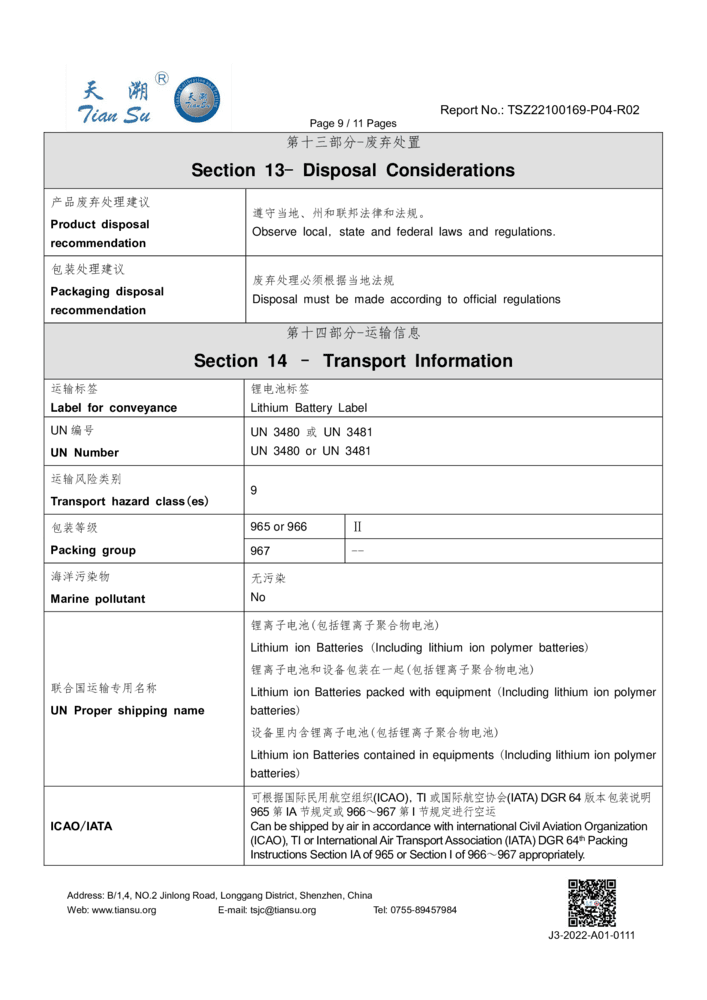 天 溯 ®
Tian Su
天溯
TianSu
Report No.: TSZ22100169-P04-R02
Page 9 / 11 Pages
第十三部分-废弃处置
Section 13- Disposal Considerations
产品废弃处理建议
Product disposal
recommendation
遵守当地、州和联邦法律和法规。
Observe local, state and federal laws and regulations.
包装处理建议
Packaging disposal
recommendation
废弃处理必须根据当地法规
Disposal must be made according to official regulations
第十四部分-运输信息
Section 14 - Transport Information
运输标签
Label for conveyance
锂电池标签
Lithium Battery Label
UN 编号
UN Number
UN 3480 或 UN 3481
UN 3480 or UN 3481
运输风险类别
Transport hazard class(es)
9
包装等级
Packing group
965 or 966
II
967
--
海洋污染物
Marine pollutant
无污染
No
联合国运输专用名称
UN Proper shipping name
锂离子电池(包括锂离子聚合物电池)
Lithium ion Batteries (Including lithium ion polymer batteries)
锂离子电池和设备包装在一起(包括锂离子聚合物电池)
Lithium ion Batteries packed with equipment (Including lithium ion polymer
batteries)
设备里内含锂离子电池(包括锂离子聚合物电池)
Lithium ion Batteries contained in equipments (Including lithium ion polymer
batteries)
ICAO/IATA
可根据国际民用航空组织(ICAO), TI 或国际航空协会(IATA) DGR 64 版本包装说明
965 第 IA 节规定或 966~967 第 I 节规定进行空运
Can be shipped by air in accordance with international Civil Aviation Organization
(ICAO), TI or International Air Transport Association (IATA) DGR 64th Packing
Instructions Section IA of 965 or Section I of 966~967 appropriately.
Address: B/1,4, NO.2 Jinlong Road, Longgang District, Shenzhen, China
Web: www.tiansu.org E-mail: tsjc@tiansu.org Tel: 0755-89457984
J3-2022-A01-0111